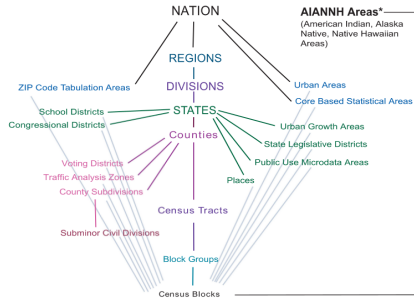 NATION
AIANNH Areas*
(American Indian, Alaska
Native, Native Hawaiian
Areas)
REGIONS
ZIP Code Tabulation Areas
DIVISIONS
Urban Areas
Core Based Statistical Areas
School Districts
STATES
Congressional Districts
Urban Growth Areas
Counties
State Legislative Districts
Voting Districts
Public Use Microdata Areas
Traffic Analysis Zones
Places
County Subdivisions
Census Tracts
Subminor Civil Divisions
Block Groups
Census Blocks